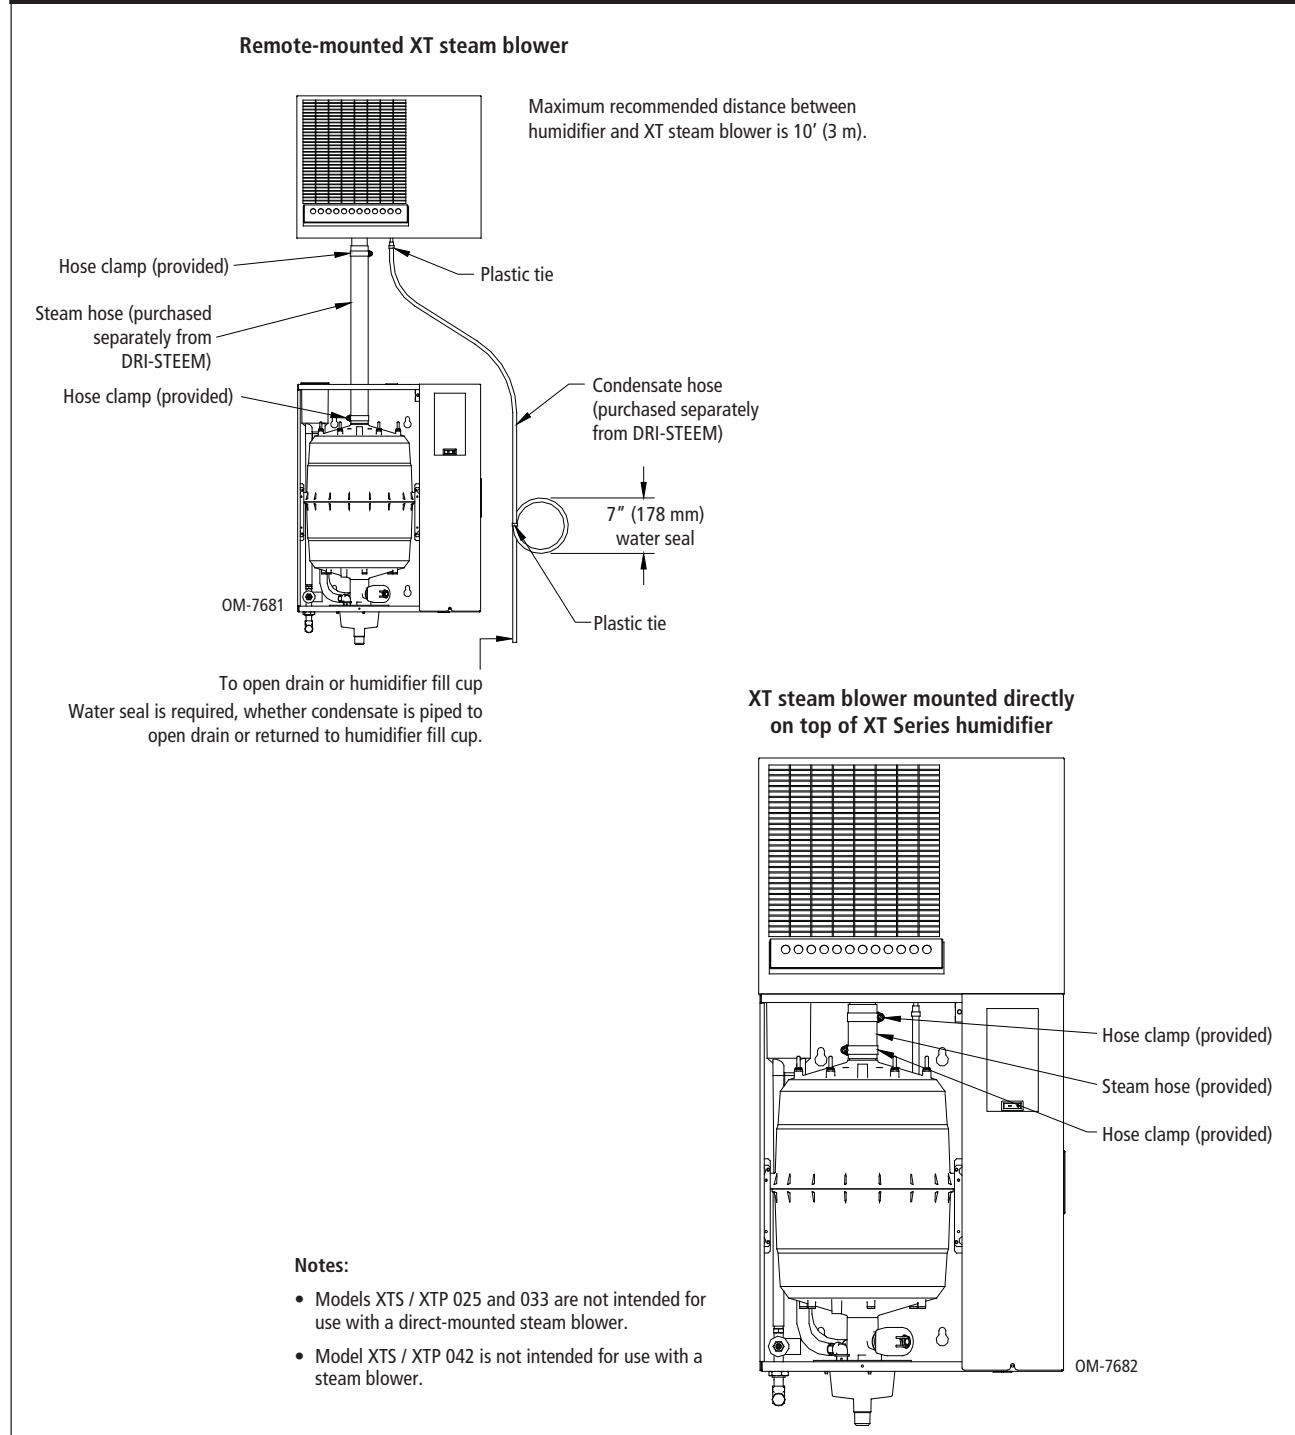 Remote-mounted XT steam blower
Maximum recommended distance between
humidifier and XT steam blower is 10’ (3 m).
Hose clamp (provided)
Plastic tie
Steam hose (purchased
separately from
DRI-STEEM)
Hose clamp (provided)
Condensate hose
(purchased separately
from DRI-STEEM)
7” (178 mm)
water seal
OM-7681
Plastic tie
To open drain or humidifier fill cup
Water seal is required, whether condensate is piped to
open drain or returned to humidifier fill cup.
XT steam blower mounted directly
on top of XT Series humidifier
Hose clamp (provided)
Steam hose (provided)
Hose clamp (provided)
OM-7682
Notes:
• Models XTS / XTP 025 and 033 are not intended for
use with a direct-mounted steam blower.
• Model XTS / XTP 042 is not intended for use with a
steam blower.